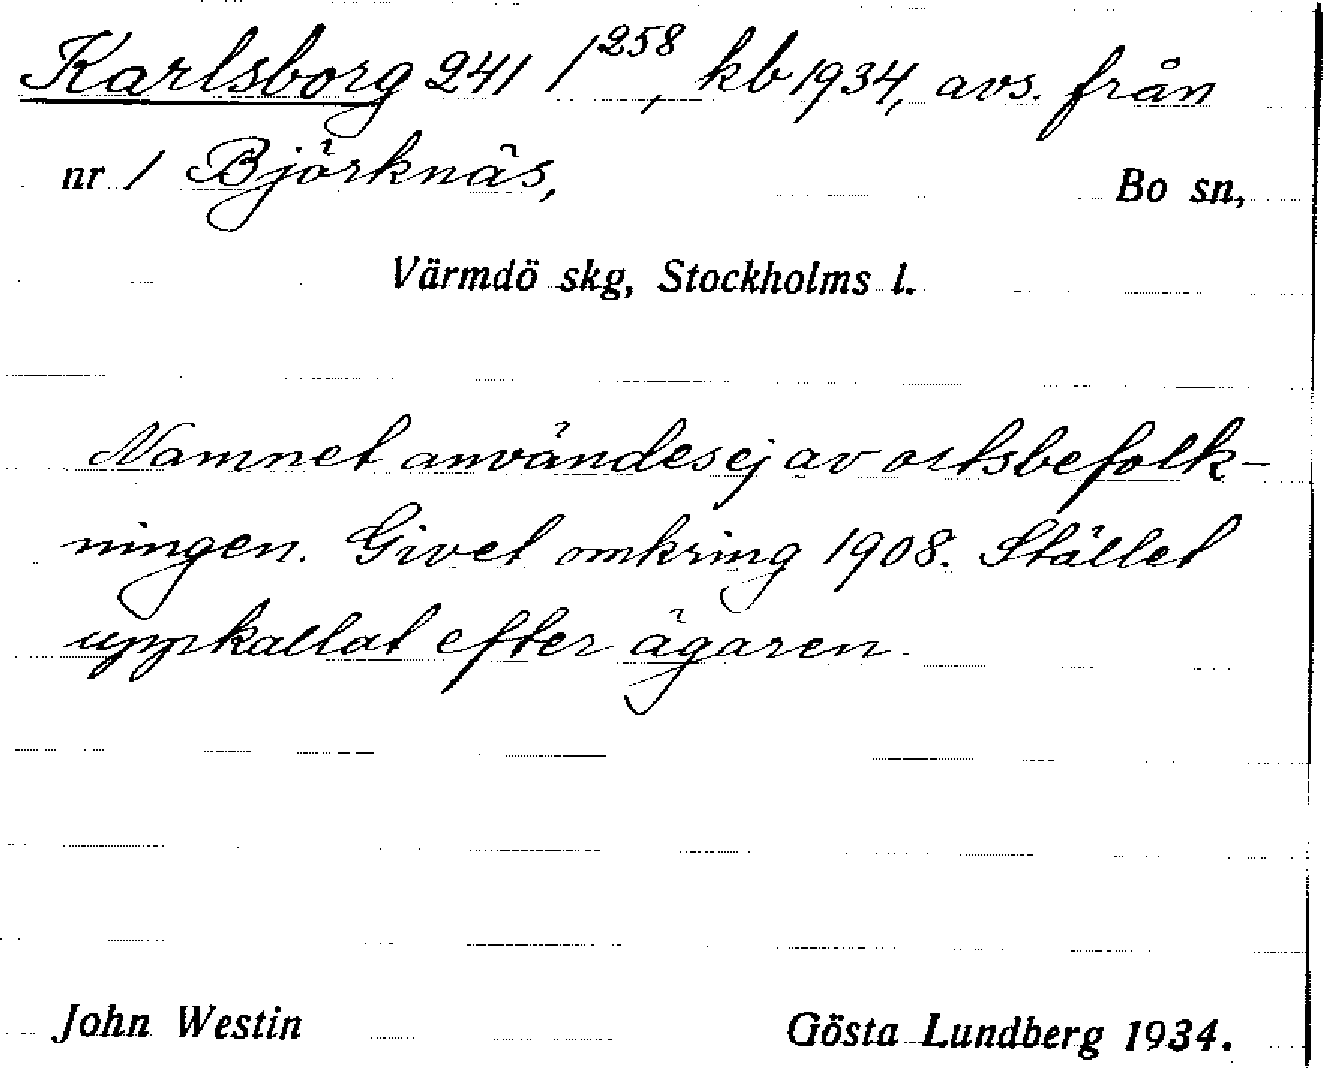 Karlsborg 241 1²⁵⁸, kb 1934, avs. från
nr 1 Björknäs, Bo sn,
Värmdö skg, Stockholms l.
Namnet användes ej av ortsbefolk-
ningen. Givet omkring 1908. Stället
uppkallat efter ägaren.
John Westin Gösta Lundberg 1934.